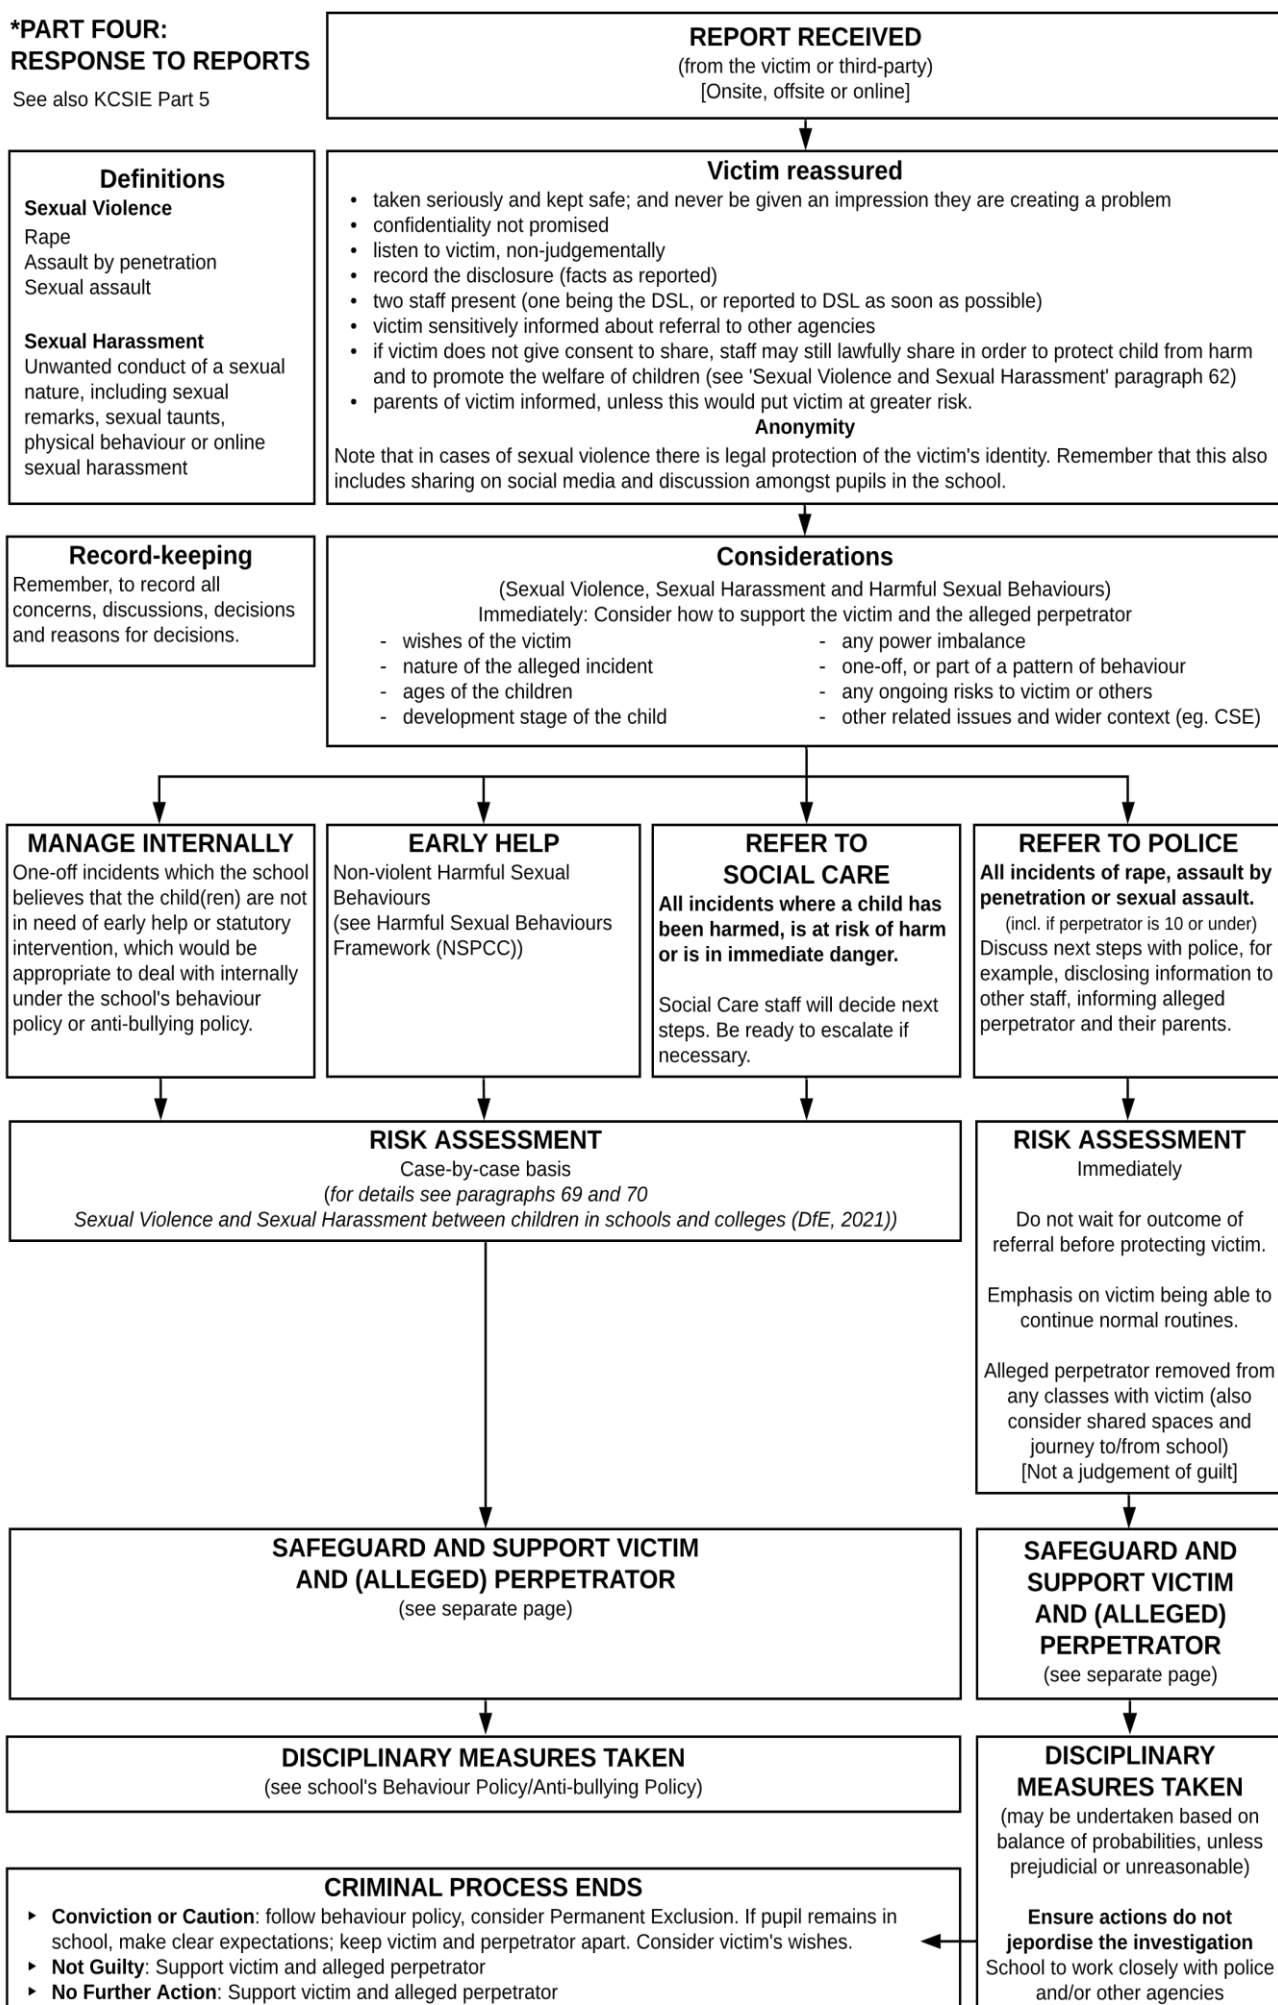 *PART FOUR:
RESPONSE TO REPORTS
See also KCSIE Part 5
REPORT RECEIVED
(from the victim or third-party)
[Onsite, offsite or online]
Definitions
Sexual Violence
Rape
Assault by penetration
Sexual assault
Sexual Harassment
Unwanted conduct of a sexual
nature, including sexual
remarks, sexual taunts,
physical behaviour or online
sexual harassment
Victim reassured
• taken seriously and kept safe; and never be given an impression they are creating a problem
• confidentiality not promised
• listen to victim, non-judgementally
• record the disclosure (facts as reported)
• two staff present (one being the DSL, or reported to DSL as soon as possible)
• victim sensitively informed about referral to other agencies
• if victim does not give consent to share, staff may still lawfully share in order to protect child from harm
and to promote the welfare of children (see 'Sexual Violence and Sexual Harassment' paragraph 62)
• parents of victim informed, unless this would put victim at greater risk.
Anonymity
Note that in cases of sexual violence there is legal protection of the victim's identity. Remember that this also
includes sharing on social media and discussion amongst pupils in the school.
Record-keeping
Remember, to record all
concerns, discussions, decisions
and reasons for decisions.
Considerations
(Sexual Violence, Sexual Harassment and Harmful Sexual Behaviours)
Immediately: Consider how to support the victim and the alleged perpetrator
- wishes of the victim
- nature of the alleged incident
- ages of the children
- development stage of the child
- any power imbalance
- one-off, or part of a pattern of behaviour
- any ongoing risks to victim or others
- other related issues and wider context (eg. CSE)
MANAGE INTERNALLY
One-off incidents which the school
believes that the child(ren) are not
in need of early help or statutory
intervention, which would be
appropriate to deal with internally
under the school's behaviour
policy or anti-bullying policy.
EARLY HELP
Non-violent Harmful Sexual
Behaviours
(see Harmful Sexual Behaviours
Framework (NSPCC))
REFER TO
SOCIAL CARE
All incidents where a child has
been harmed, is at risk of harm
or is in immediate danger.
Social Care staff will decide next
steps. Be ready to escalate if
necessary.
REFER TO POLICE
All incidents of rape, assault by
penetration or sexual assault.
(incl. if perpetrator is 10 or under)
Discuss next steps with police, for
example, disclosing information to
other staff, informing alleged
perpetrator and their parents.
RISK ASSESSMENT
Case-by-case basis
(for details see paragraphs 69 and 70
Sexual Violence and Sexual Harassment between children in schools and colleges (DfE, 2021))
RISK ASSESSMENT
Immediately
Do not wait for outcome of
referral before protecting victim.
Emphasis on victim being able to
continue normal routines.
Alleged perpetrator removed from
any classes with victim (also
consider shared spaces and
journey to/from school)
[Not a judgement of guilt]
SAFEGUARD AND SUPPORT VICTIM
AND (ALLEGED) PERPETRATOR
(see separate page)
SAFEGUARD AND
SUPPORT VICTIM
AND (ALLEGED)
PERPETRATOR
(see separate page)
DISCIPLINARY MEASURES TAKEN
(see school's Behaviour Policy/Anti-bullying Policy)
DISCIPLINARY
MEASURES TAKEN
(may be undertaken based on
balance of probabilities, unless
prejudicial or unreasonable)
Ensure actions do not
jepordise the investigation
School to work closely with police
and/or other agencies
CRIMINAL PROCESS ENDS
▸ Conviction or Caution: follow behaviour policy, consider Permanent Exclusion. If pupil remains in
school, make clear expectations; keep victim and perpetrator apart. Consider victim's wishes.
▸ Not Guilty: Support victim and alleged perpetrator
▸ No Further Action: Support victim and alleged perpetrator